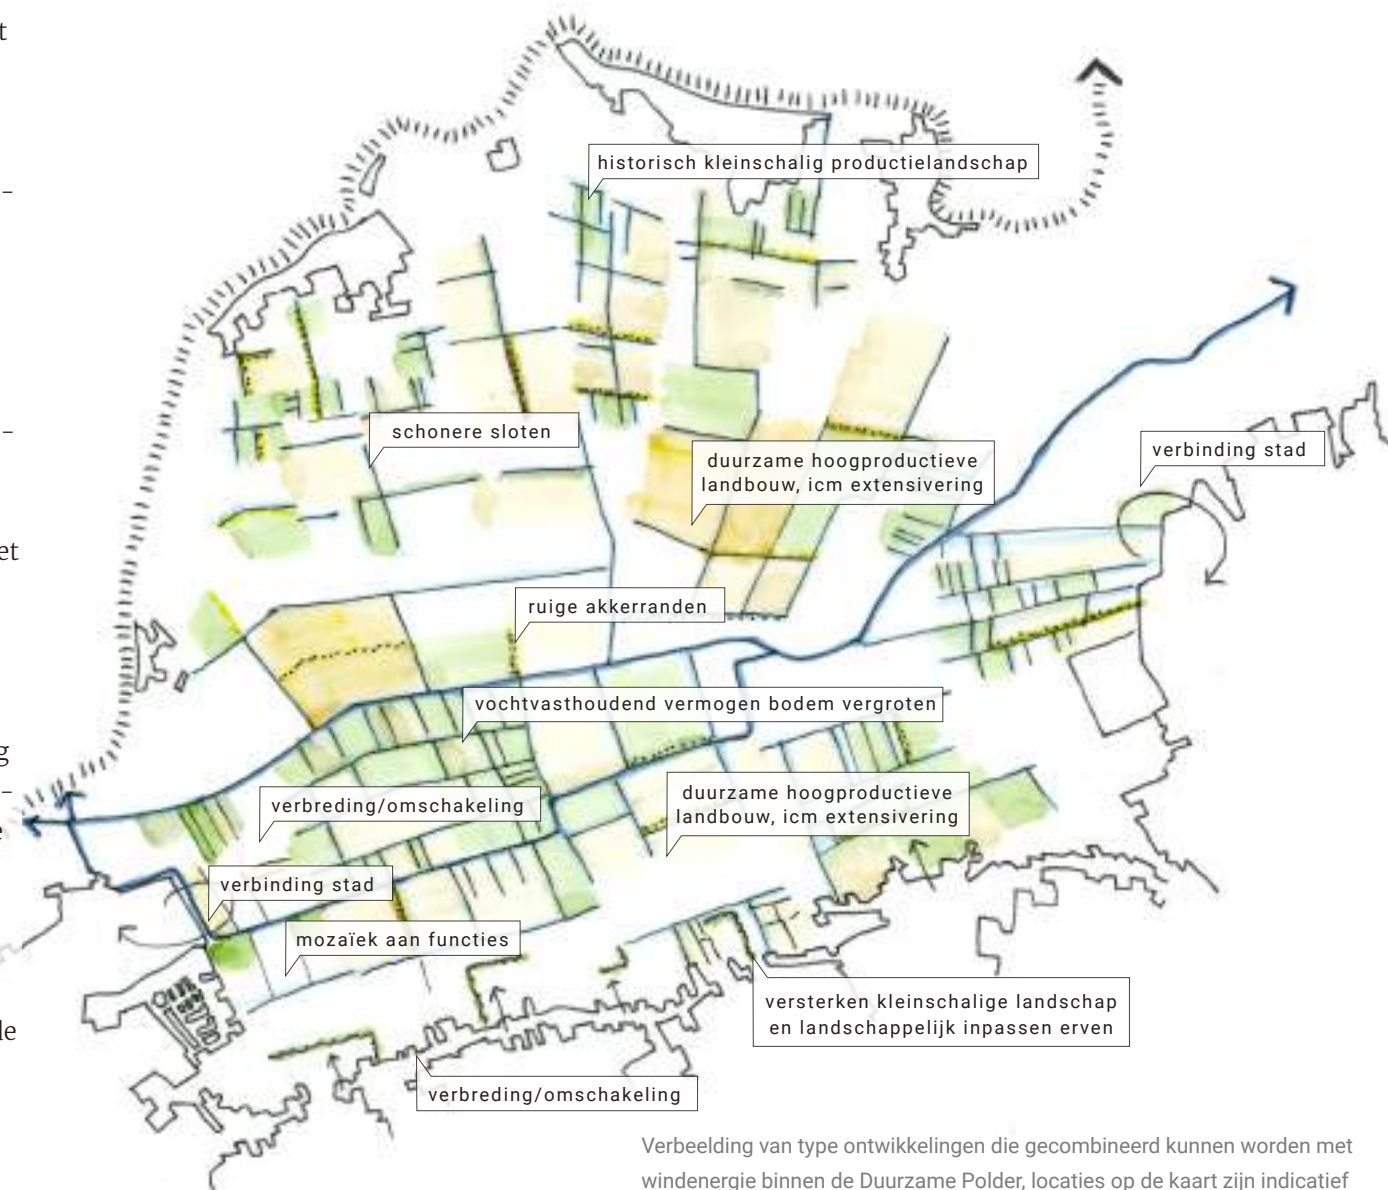 t
-
-
et
g
-
e
de
historisch kleinschalig productielandschap
schonere sloten
duurzame hoogproductieve
landbouw, icm extensivering
verbinding stad
ruige akkerranden
vochtvasthoudend vermogen bodem vergroten
verbreding/omschakeling
duurzame hoogproductieve
landbouw, icm extensivering
verbinding stad
mozaïek aan functies
versterken kleinschalige landschap
en landschappelijk inpassen erven
verbreding/omschakeling
Verbeelding van type ontwikkelingen die gecombineerd kunnen worden met
windenergie binnen de Duurzame Polder, locaties op de kaart zijn indicatief